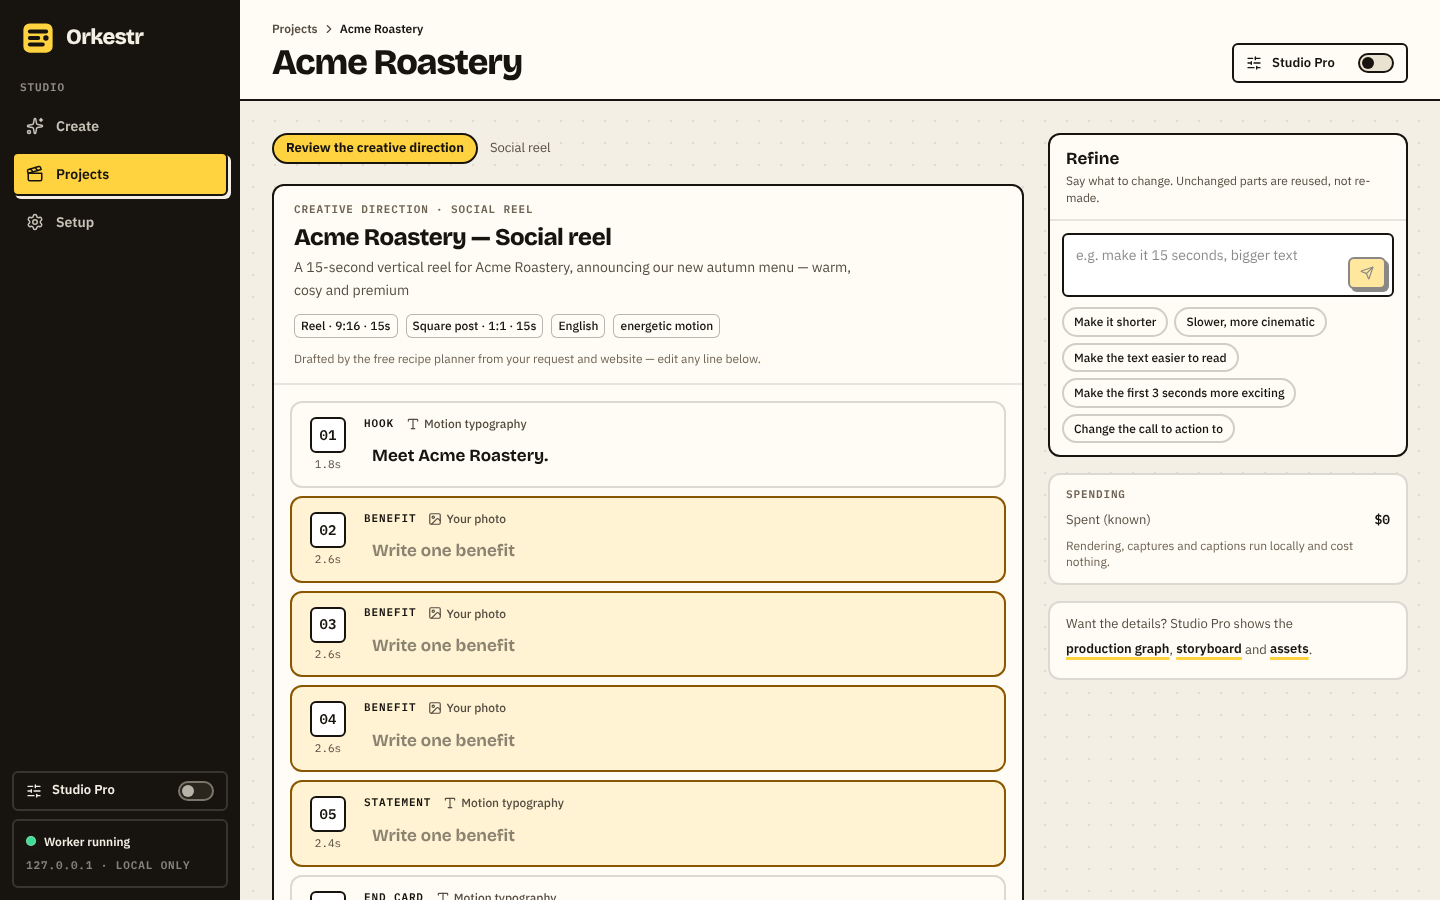 Orkestr
STUDIO
Create
Projects
Setup
Studio Pro
Worker running
127.0.0.1 · LOCAL ONLY
Projects > Acme Roastery
Acme Roastery
Studio Pro
Review the creative direction
Social reel
CREATIVE DIRECTION · SOCIAL REEL
Acme Roastery — Social reel
A 15-second vertical reel for Acme Roastery, announcing our new autumn menu — warm,
cosy and premium
Reel · 9:16 · 15s
Square post · 1:1 · 15s
English
energetic motion
Drafted by the free recipe planner from your request and website — edit any line below.
01
1.8s
HOOK
Motion typography
Meet Acme Roastery.
02
2.6s
BENEFIT
Your photo
Write one benefit
03
2.6s
BENEFIT
Your photo
Write one benefit
04
2.6s
BENEFIT
Your photo
Write one benefit
05
2.4s
STATEMENT
Motion typography
Write one benefit
END CARD
Motion typography
Refine
Say what to change. Unchanged parts are reused, not re-
made.
e.g. make it 15 seconds, bigger text
Make it shorter
Slower, more cinematic
Make the text easier to read
Make the first 3 seconds more exciting
Change the call to action to
SPENDING
Spent (known)
$0
Rendering, captures and captions run locally and cost
nothing.
Want the details? Studio Pro shows the
production graph, storyboard and assets.